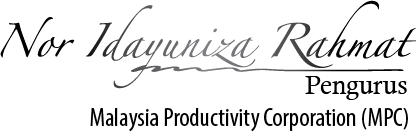 Nor Idayuniza Rahmat
Pengurus
Malaysia Productivity Corporation (MPC)